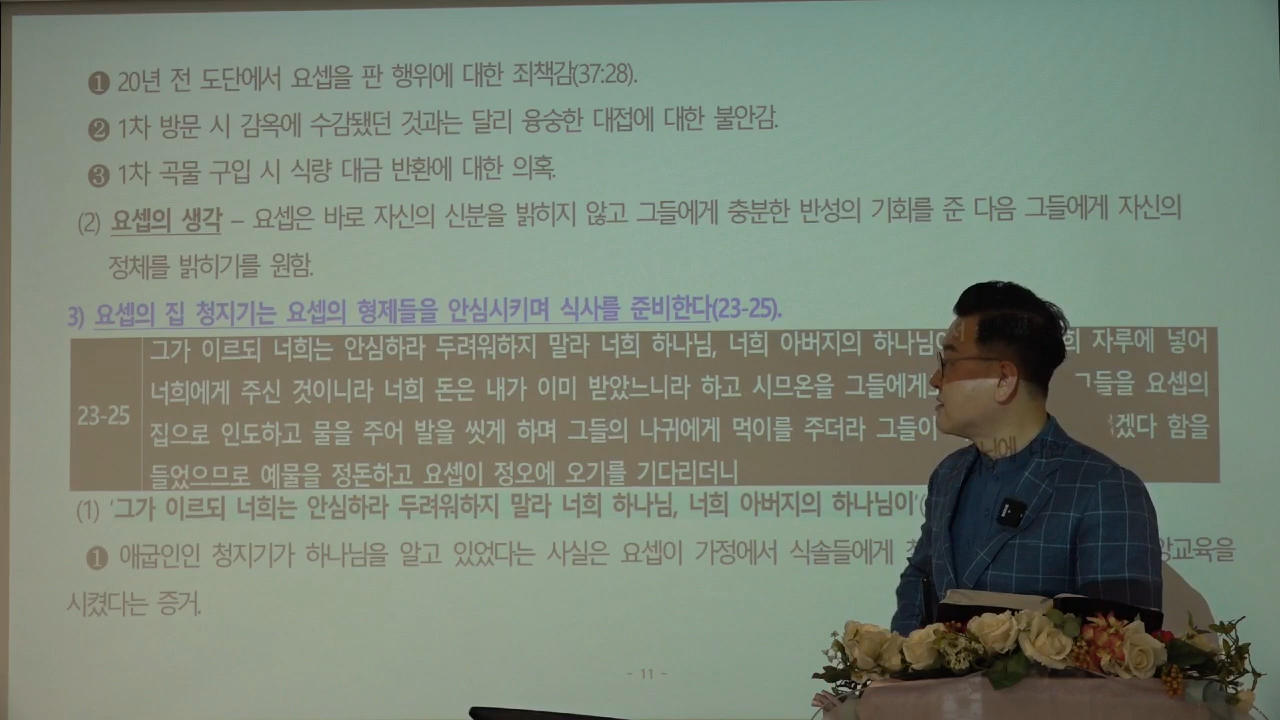 ❶ 20년 전 도단에서 요셉을 판 행위에 대한 죄책감(37:28).
❷ 1차 방문 시 감옥에 수감됐던 것과는 달리 융숭한 대접에 대한 불안감.
❸ 1차 곡물 구입 시 식량 대금 반환에 대한 의혹.
(2) 요셉의 생각 – 요셉은 바로 자신의 신분을 밝히지 않고 그들에게 충분한 반성의 기회를 준 다음 그들에게 자신의
정체를 밝히기를 원함.
3) 요셉의 집 청지기는 요셉의 형제들을 안심시키며 식사를 준비한다(23-25).
23-25
그가 이르되 너희는 안심하라 두려워하지 말라 너희 하나님, 너희 아버지의 하나님 자루에 넣어
너희에게 주신 것이니라 너희 돈은 내가 이미 받았느니라 하고 시므온을 그들에게 요셉의
집으로 인도하고 물을 주어 발을 씻게 하며 그들의 나귀에게 먹이를 주더라 그들이 함을
들었으므로 예물을 정돈하고 요셉이 정오에 오기를 기다리더니
(1) '그가 이르되 너희는 안심하라 두려워하지 말라 너희 하나님, 너희 아버지의 하나님이'(
❶ 애굽인인 청지기가 하나님을 알고 있었다는 사실은 요셉이 가정에서 식솔들에게
시켰다는 증거.
- 11 -